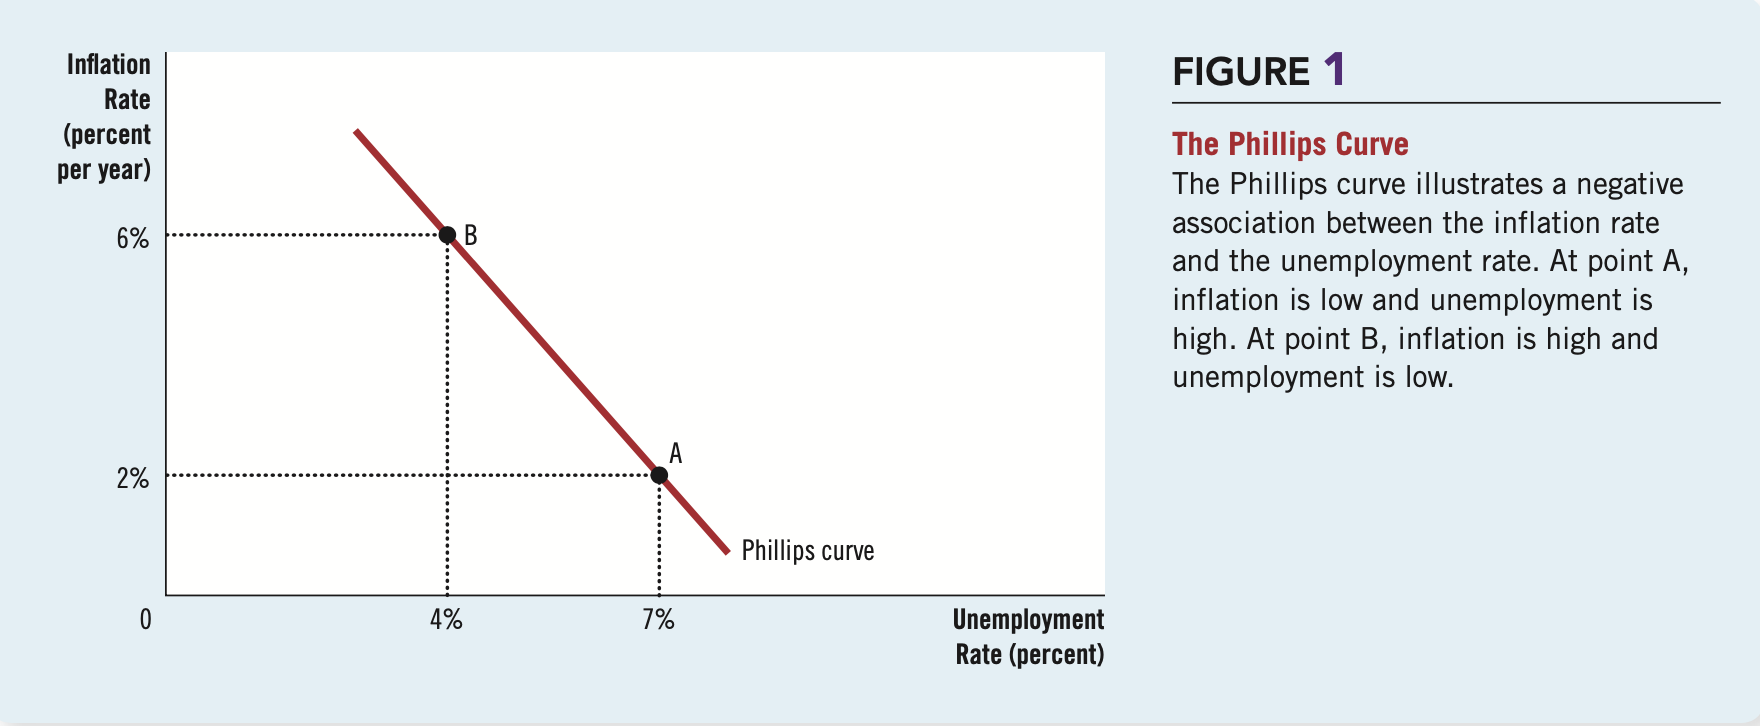 Inflation
Rate
(percent
per year)
6%
B
2%
A
Phillips curve
0
4%
7%
Unemployment
Rate (percent)
FIGURE 1
The Phillips Curve
The Phillips curve illustrates a negative
association between the inflation rate
and the unemployment rate. At point A,
inflation is low and unemployment is
high. At point B, inflation is high and
unemployment is low.